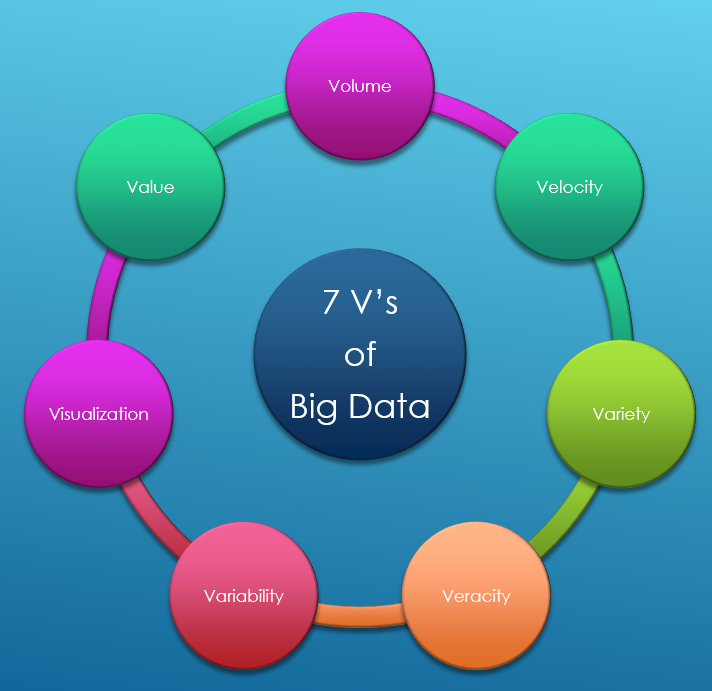 Volume
Value
Velocity
7 V’s
of
Big Data
Visualization
Variety
Variability
Veracity